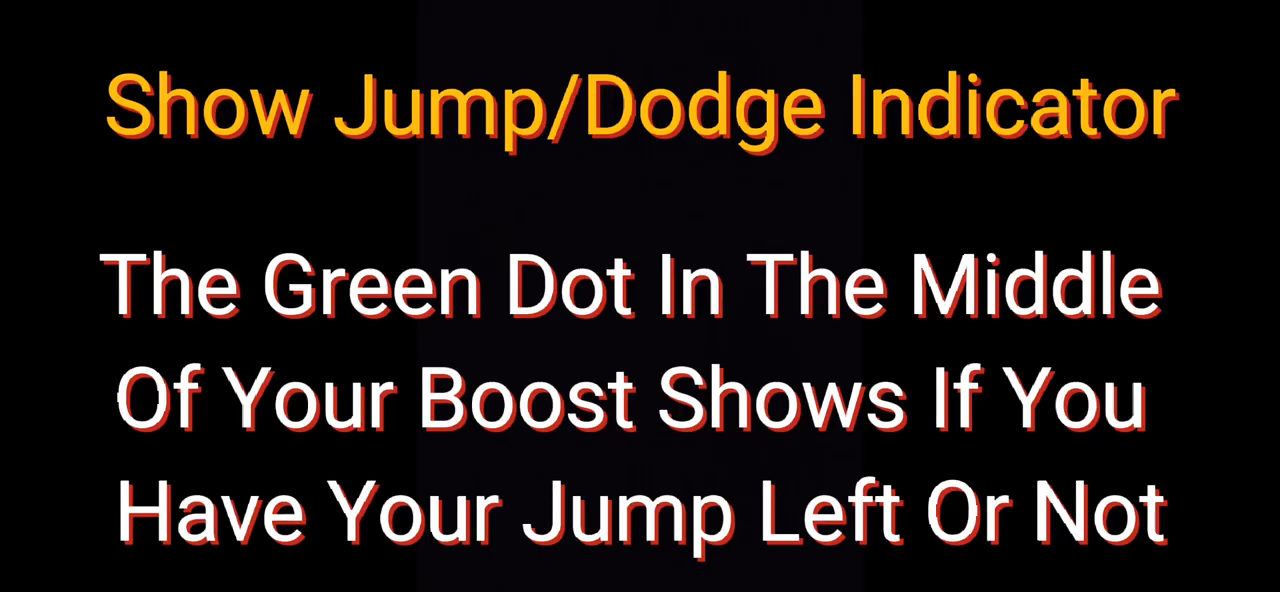 Show Jump/Dodge Indicator
The Green Dot In The Middle
Of Your Boost Shows If You
Have Your Jump Left Or Not